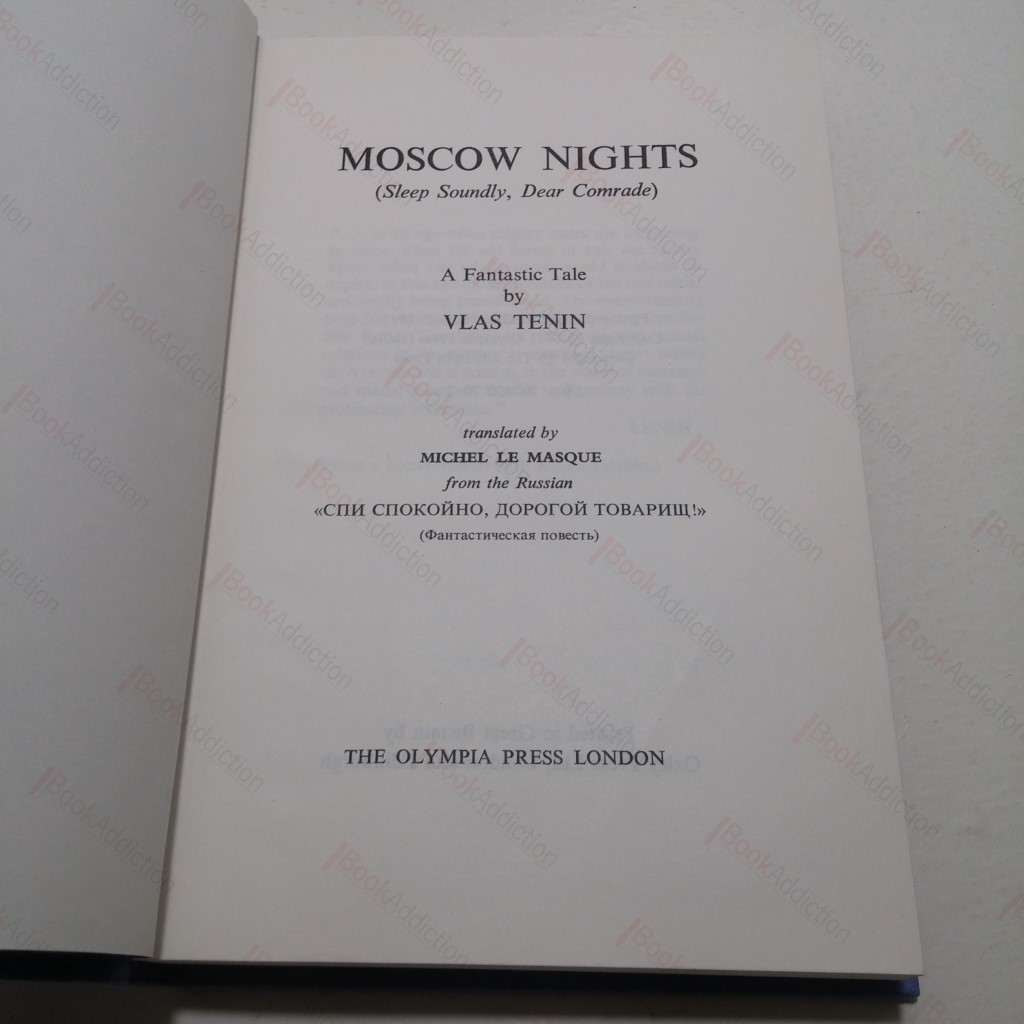 MOSCOW NIGHTS
(Sleep Soundly, Dear Comrade)
A Fantastic Tale
by
VLAS TENIN
translated by
MICHEL LE MASQUE
from the Russian
«СПИ СПОКОЙНО, ДОРОГОЙ ТОВАРИЩ!»
(Фантастическая повесть)
THE OLYMPIA PRESS LONDON
BookAddiction